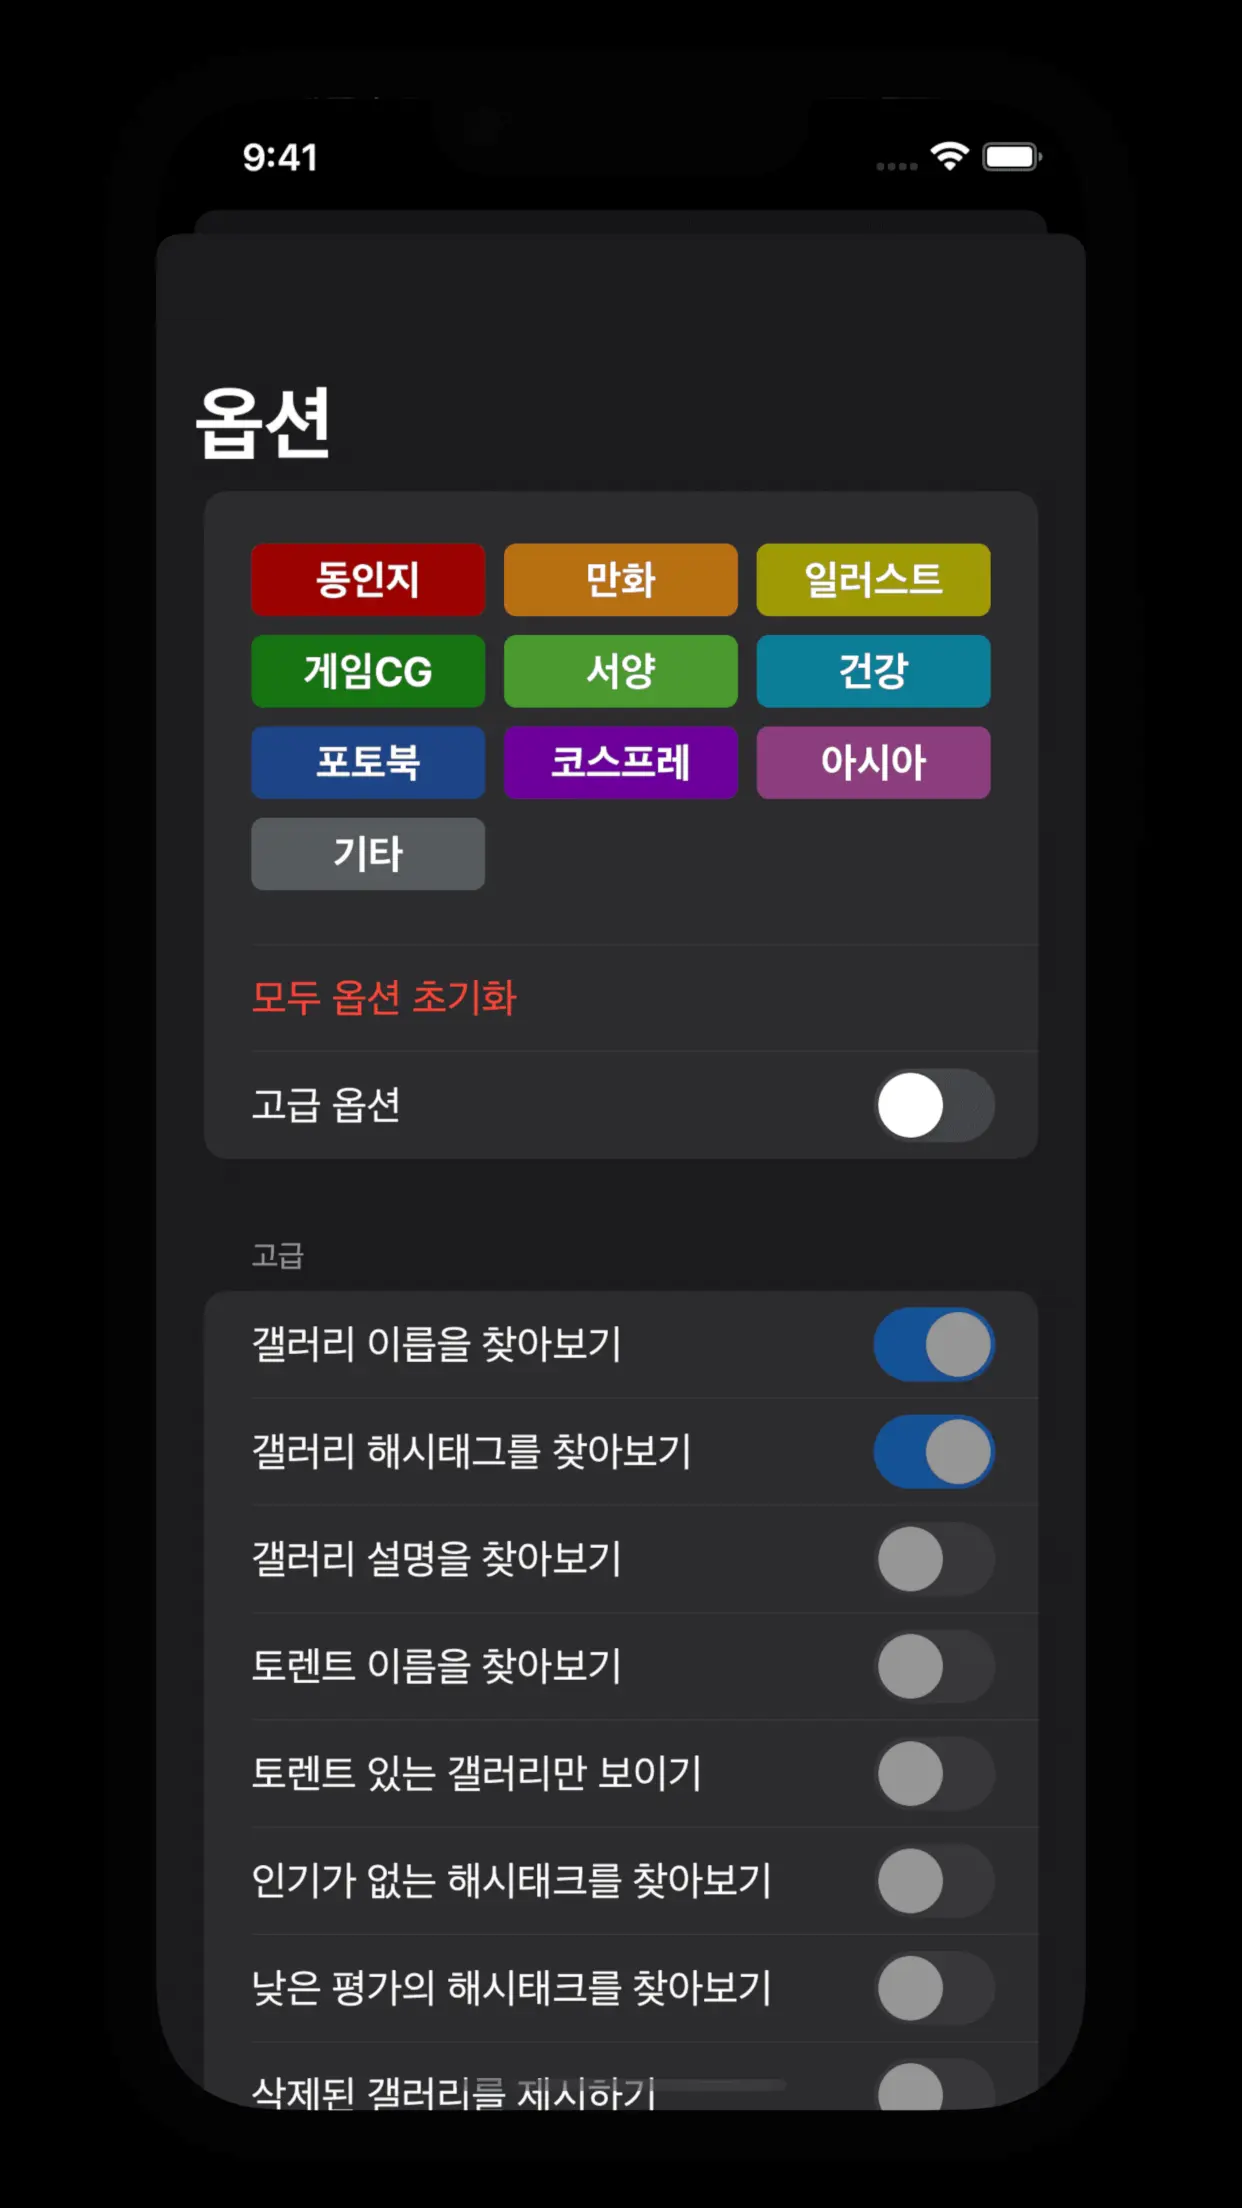 9:41
옵션
동인지 만화 일러스트
게임CG 서양 건강
포토북 코스프레 아시아
기타
모두 옵션 초기화
고급 옵션
고급
갤러리 이릅을 찾아보기
갤러리 해시태그를 찾아보기
갤러리 설명을 찾아보기
토렌트 이름을 찾아보기
토렌트 있는 갤러리만 보이기
인기가 없는 해시태크를 찾아보기
낮은 평가의 해시태크를 찾아보기
삭제된 갤러리를 제시하기